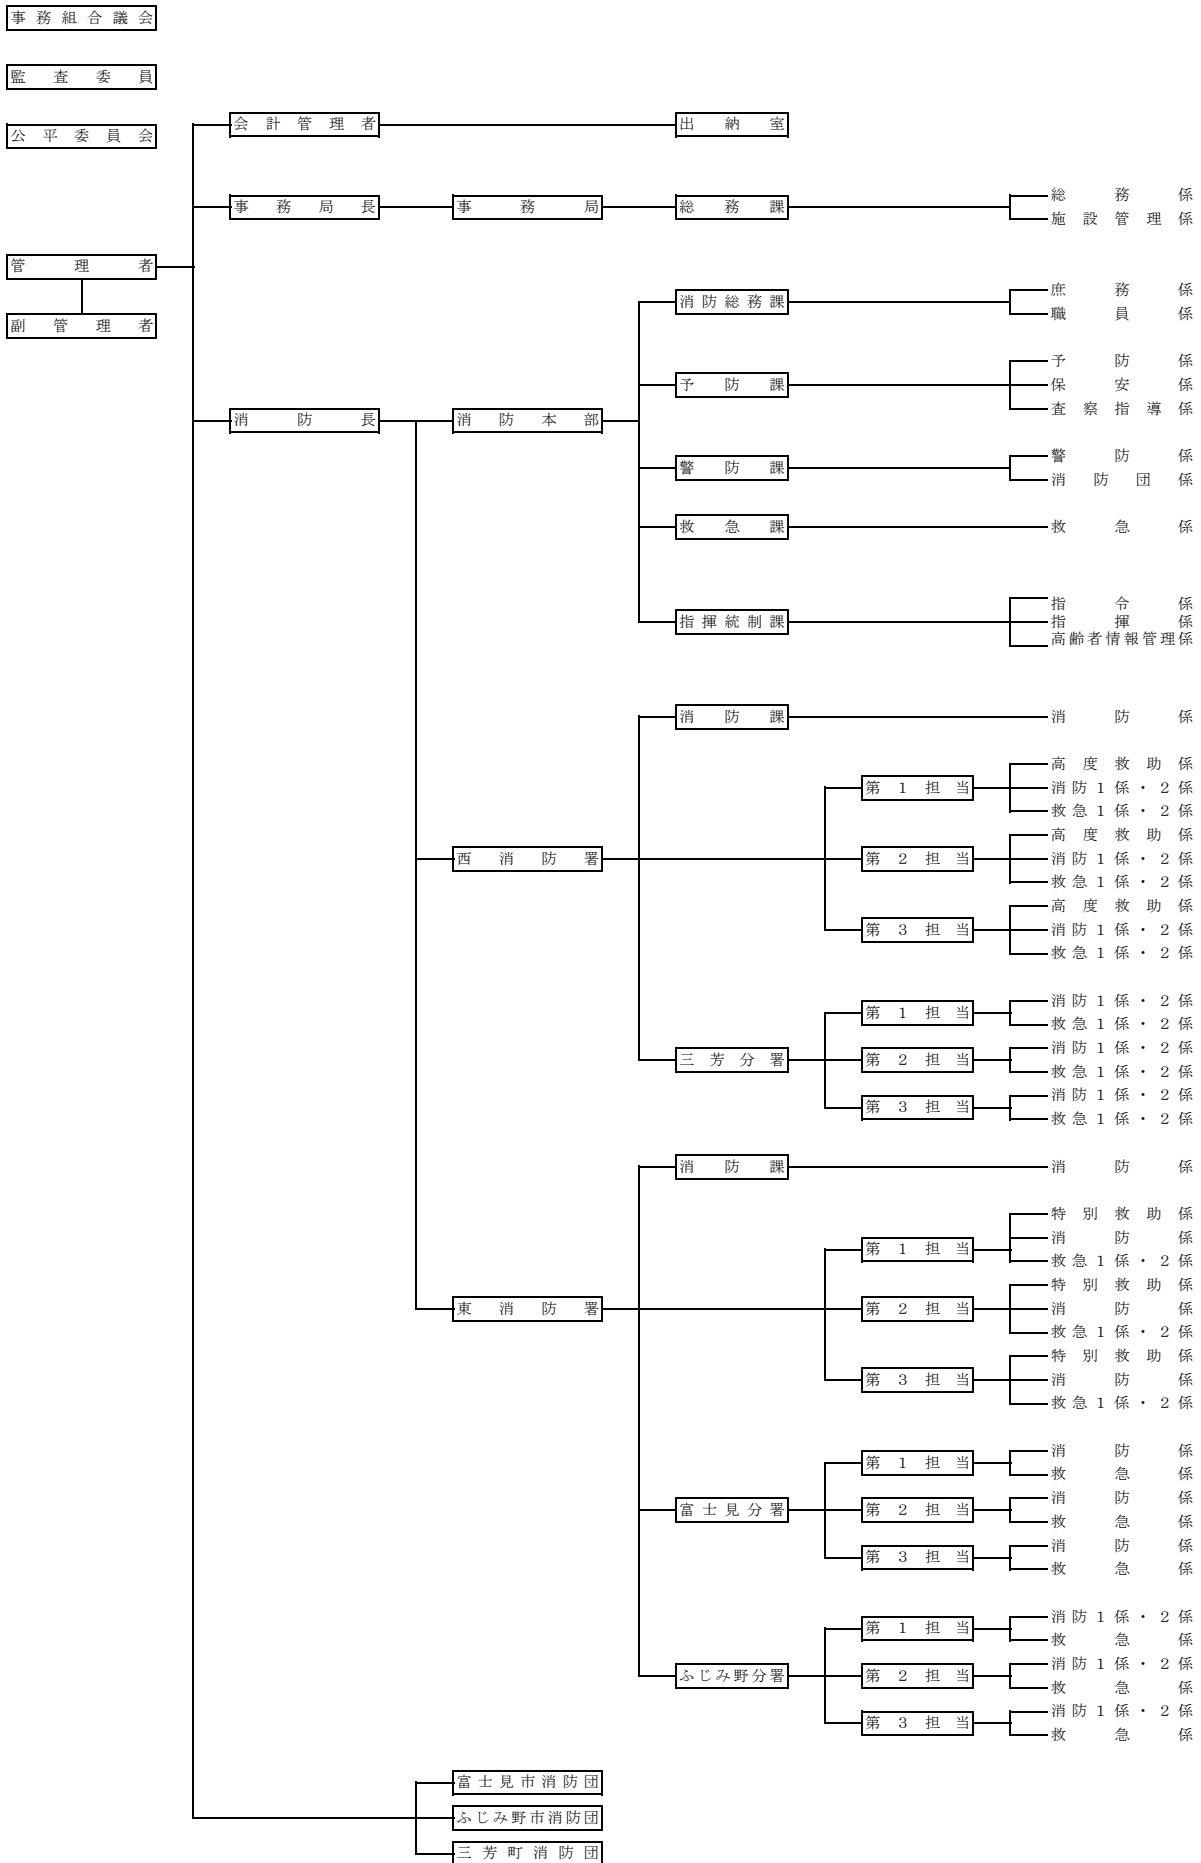 事務組合議会
監査委員
公平委員会
会計管理者 出納室
事務局長 事務局 総務課
総務係
施設管理係
管理者
副管理者
消防長 消防本部
消防総務課
庶務係
職員係
予防課
予防係
保安係
査察指導係
警防課
警防係
消防団係
救急課 救急係
指揮統制課
指令係
指揮係
高齢者情報管理係
西消防署
消防課 消防係
第1担当
高度救助係
消防1係・2係
救急1係・2係
第2担当
高度救助係
消防1係・2係
救急1係・2係
第3担当
高度救助係
消防1係・2係
救急1係・2係
三芳分署
第1担当
消防1係・2係
救急1係・2係
第2担当
消防1係・2係
救急1係・2係
第3担当
消防1係・2係
救急1係・2係
東消防署
消防課 消防係
第1担当
特別救助係
消防係
救急1係・2係
第2担当
特別救助係
消防係
救急1係・2係
第3担当
特別救助係
消防係
救急1係・2係
富士見分署
第1担当
消防係
救急係
第2担当
消防係
救急係
第3担当
消防係
救急係
ふじみ野分署
第1担当
消防1係・2係
救急係
第2担当
消防1係・2係
救急係
第3担当
消防1係・2係
救急係
富士見市消防団
ふじみ野市消防団
三芳町消防団